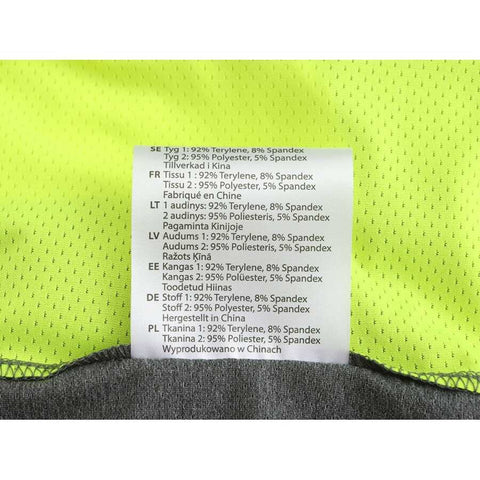 SE Tyg 1: 92% Terylene, 8% Spandex
Tyg 2: 95% Polyester, 5% Spandex
Tillverkad i Kina
FR Tissu 1 : 92% Terylene, 8% Spandex
Tissu 2 : 95% Polyester, 5% Spandex
Fabriqué en Chine
LT 1 audinys: 92% Terylene, 8% Spandex
2 audinys: 95% Poliesteris, 5% Spandex
Pagaminta Kinijoje
LV Audums 1: 92% Terylene, 8% Spandex
Audums 2: 95% Poliesteris, 5% Spandex
Ražots Ķīnā
EE Kangas 1: 92% Terylene, 8% Spandex
Kangas 2: 95% Polüester, 5% Spandex
Toodetud Hiinas
DE Stoff 1: 92% Terylene, 8% Spandex
Stoff 2: 95% Polyester, 5% Spandex
Hergestellt in China
PL Tkanina 1: 92% Terylene, 8% Spandex
Tkanina 2: 95% Polyester, 5% Spandex
Wyprodukowano w Chinach